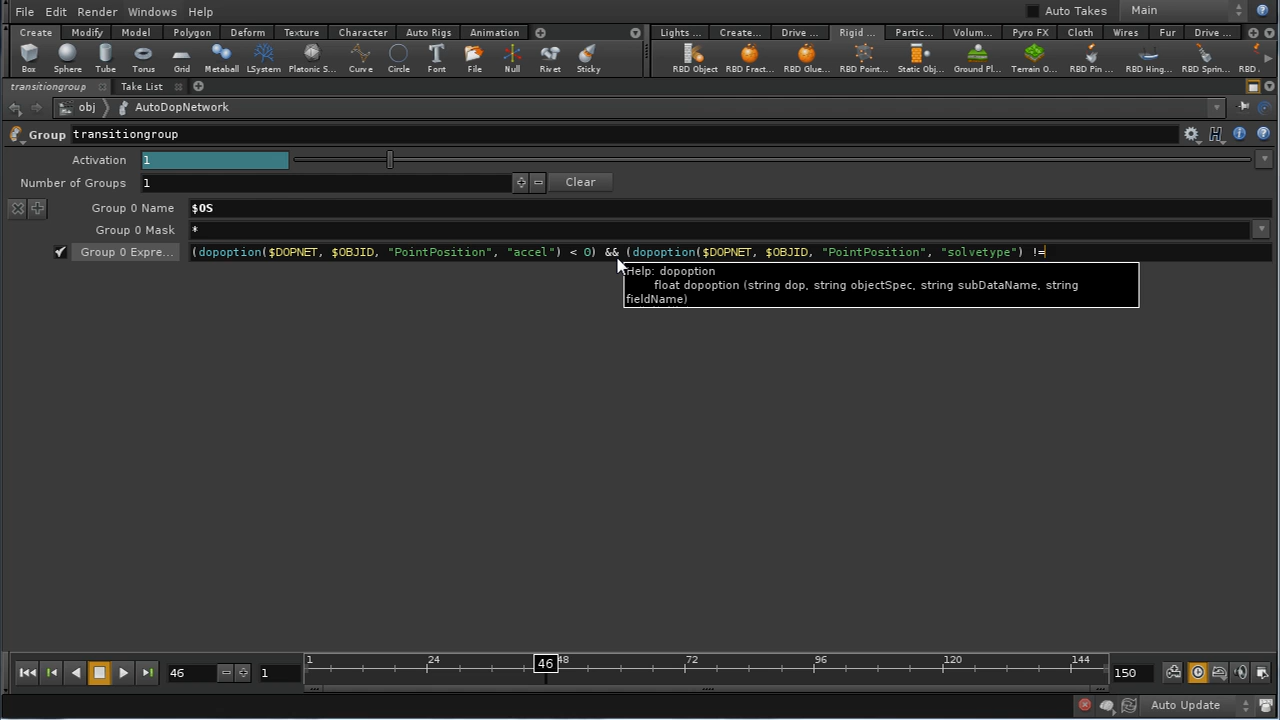 File Edit Render Windows Help Auto Takes Main
Create Modify Model Polygon Deform Texture Character Auto Rigs Animation Lights ... Create... Drive ... Rigid ... Partic... Volum... Pyro FX Cloth Wires Fur Drive ...
Box Sphere Tube Torus Grid Metaball LSystem Platonic S... Curve Circle Font File Null Rivet Sticky RBD Object RBD Fract... RBD Glue... RBD Point... Static Obj... Ground Pl... Terrain O... RBD Pin ... RBD Hing... RBD Sprin... RBD .
transitiongroup Take List
obj AutoDopNetwork
Group transitiongroup
Activation 1
Number of Groups 1 Clear
Group 0 Name $OS
Group 0 Mask *
Group 0 Expre... (dopoption($DOPNET, $OBJID, "PointPosition", "accel") < 0) && (dopoption($DOPNET, $OBJID, "PointPosition", "solvetype") !=
Help: dopoption
float dopoption (string dop, string objectSpec, string subDataName, string
fieldName)
46 1 1 24 46 48 72 96 120 144 150
Auto Update